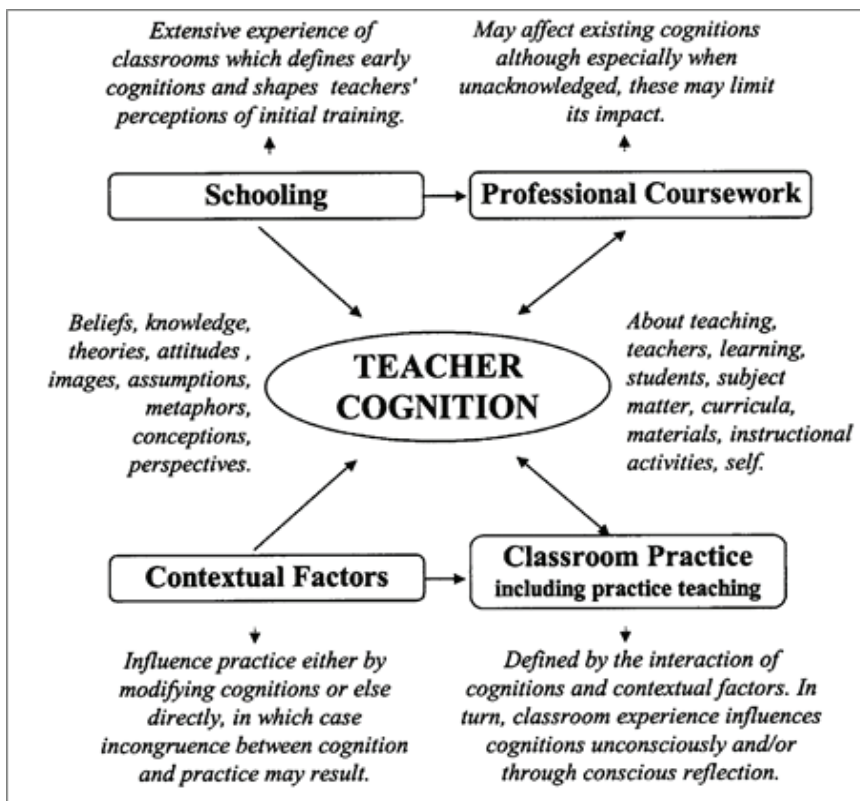 Extensive experience of
classrooms which defines early
cognitions and shapes teachers'
perceptions of initial training.
May affect existing cognitions
although especially when
unacknowledged, these may limit
its impact.
Schooling
Professional Coursework
Beliefs, knowledge,
theories, attitudes ,
images, assumptions,
metaphors,
conceptions,
perspectives.
TEACHER
COGNITION
About teaching,
teachers, learning,
students, subject
matter, curricula,
materials, instructional
activities, self.
Contextual Factors
Classroom Practice
including practice teaching
Influence practice either by
modifying cognitions or else
directly, in which case
incongruence between cognition
and practice may result.
Defined by the interaction of
cognitions and contextual factors. In
turn, classroom experience influences
cognitions unconsciously and/or
through conscious reflection.